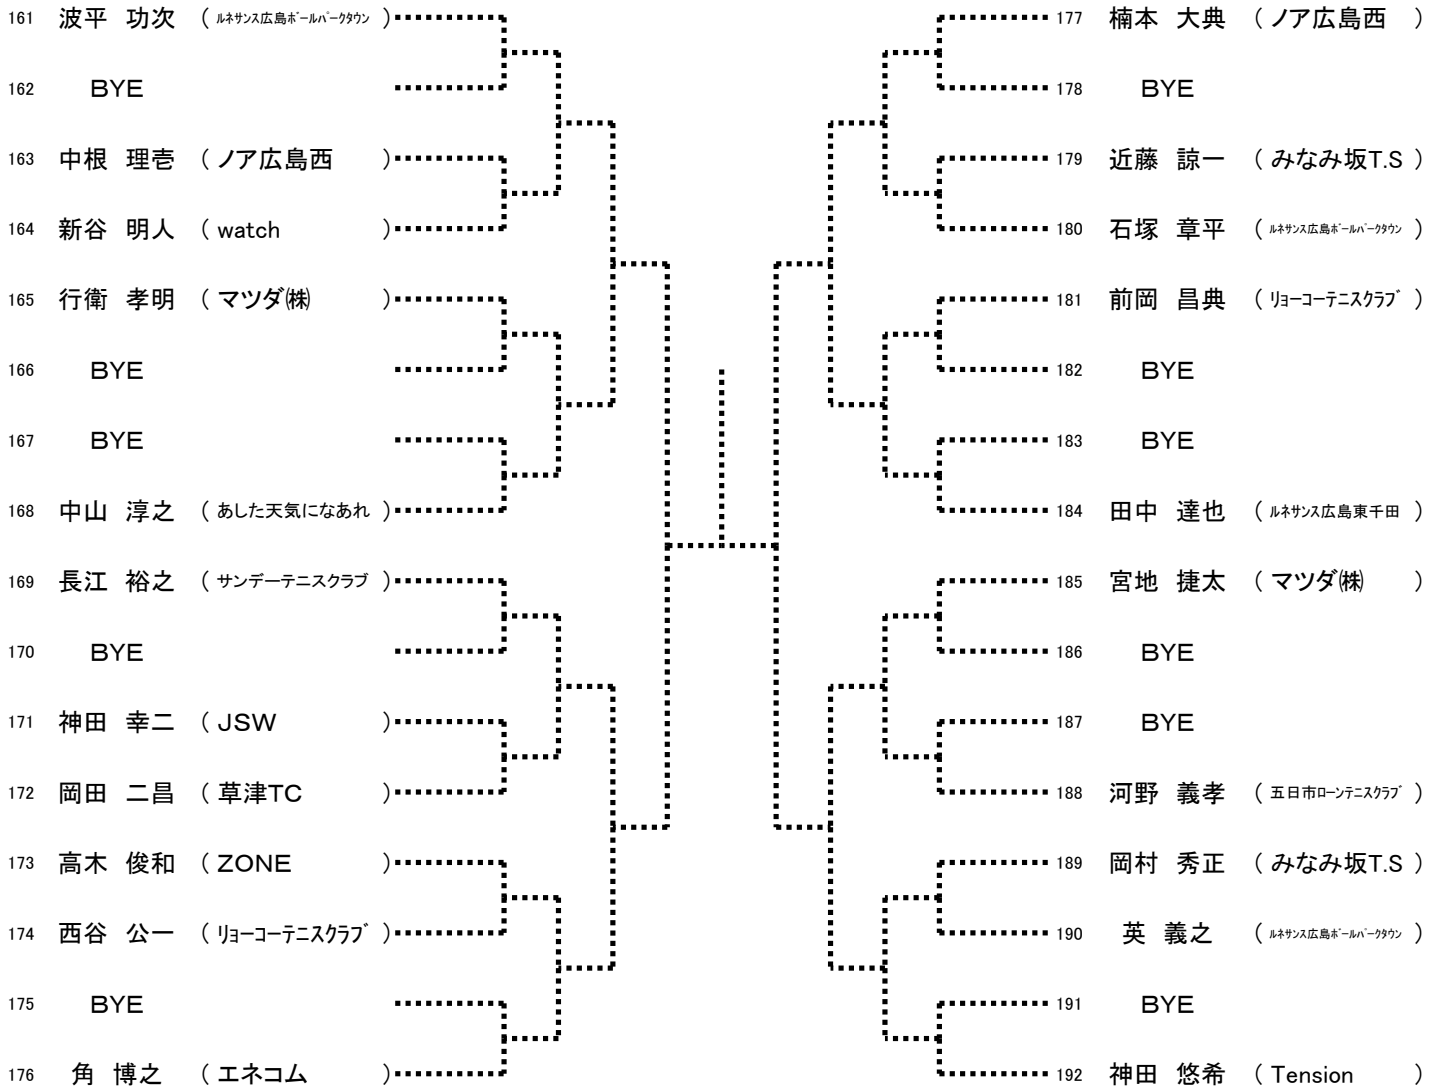 161 波平 功次 ( ﾙﾈｻﾝｽ広島ﾎﾞｰﾙﾊﾟｰｸﾀｳﾝ )
162 BYE
163 中根 理壱 ( ノア広島西 )
164 新谷 明人 ( watch )
165 行衛 孝明 ( マツダ㈱ )
166 BYE
167 BYE
168 中山 淳之 ( あした天気になあれ )
169 長江 裕之 ( サンデーテニスクラブ )
170 BYE
171 神田 幸二 ( JSW )
172 岡田 二昌 ( 草津TC )
173 高木 俊和 ( ZONE )
174 西谷 公一 ( ﾘｮｰｺｰﾃﾆｽｸﾗﾌﾞ )
175 BYE
176 角 博之 ( エネコム )
177 楠本 大典 ( ノア広島西 )
178 BYE
179 近藤 諒一 ( みなみ坂T.S )
180 石塚 章平 ( ﾙﾈｻﾝｽ広島ﾎﾞｰﾙﾊﾟｰｸﾀｳﾝ )
181 前岡 昌典 ( ﾘｮｰｺｰﾃﾆｽｸﾗﾌﾞ )
182 BYE
183 BYE
184 田中 達也 ( ﾙﾈｻﾝｽ広島東千田 )
185 宮地 捷太 ( マツダ㈱ )
186 BYE
187 BYE
188 河野 義孝 ( 五日市ﾛｰﾝﾃﾆｽｸﾗﾌﾞ )
189 岡村 秀正 ( みなみ坂T.S )
190 英 義之 ( ﾙﾈｻﾝｽ広島ﾎﾞｰﾙﾊﾟｰｸﾀｳﾝ )
191 BYE
192 神田 悠希 ( Tension )